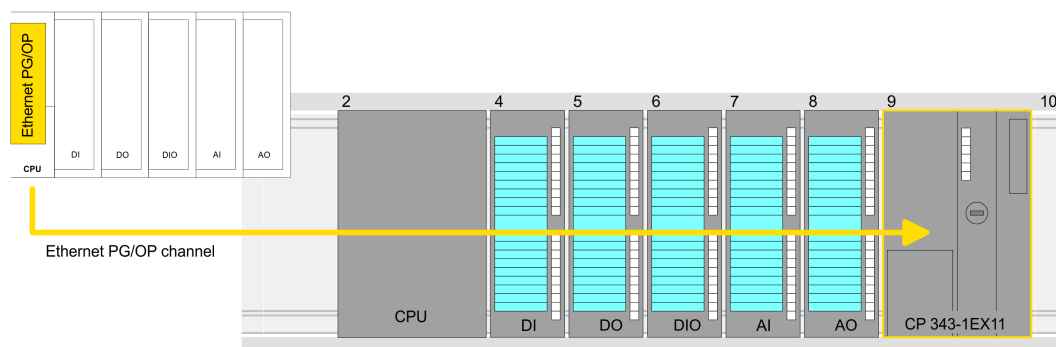 Ethernet PG/OP
CPU
DI
DO
DIO
AI
AO
2
4
5
6
7
8
9
10
Ethernet PG/OP channel
CPU
DI
DO
DIO
AI
AO
CP 343-1EX11